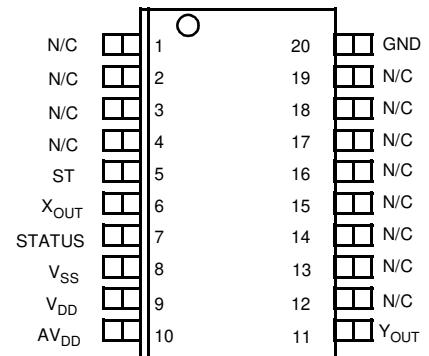 N/C 1 20 GND
N/C 2 19 N/C
N/C 3 18 N/C
N/C 4 17 N/C
ST 5 16 N/C
XOUT 6 15 N/C
STATUS 7 14 N/C
VSS 8 13 N/C
VDD 9 12 N/C
AVDD 10 11 YOUT